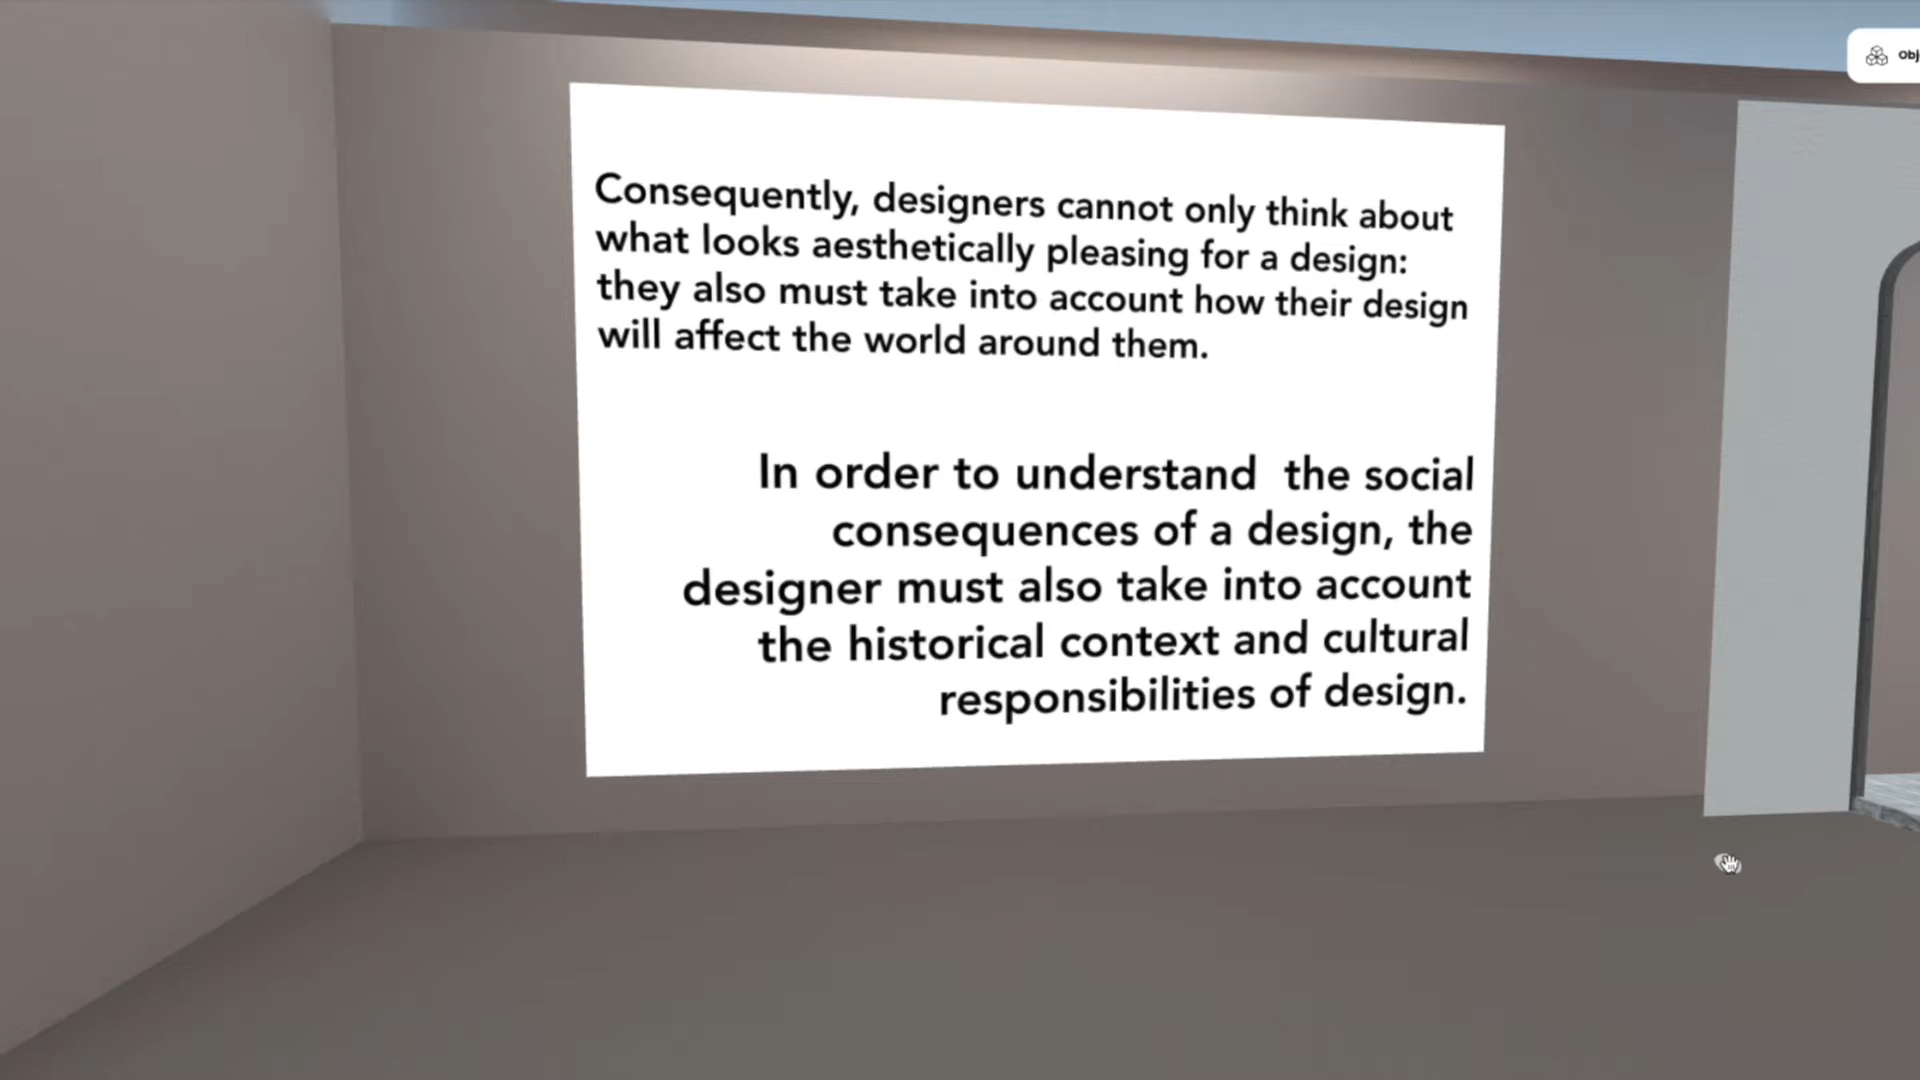 Consequently, designers cannot only think about
what looks aesthetically pleasing for a design:
they also must take into account how their design
will affect the world around them.
In order to understand  the social
consequences of a design, the
designer must also take into account
the historical context and cultural
responsibilities of design.